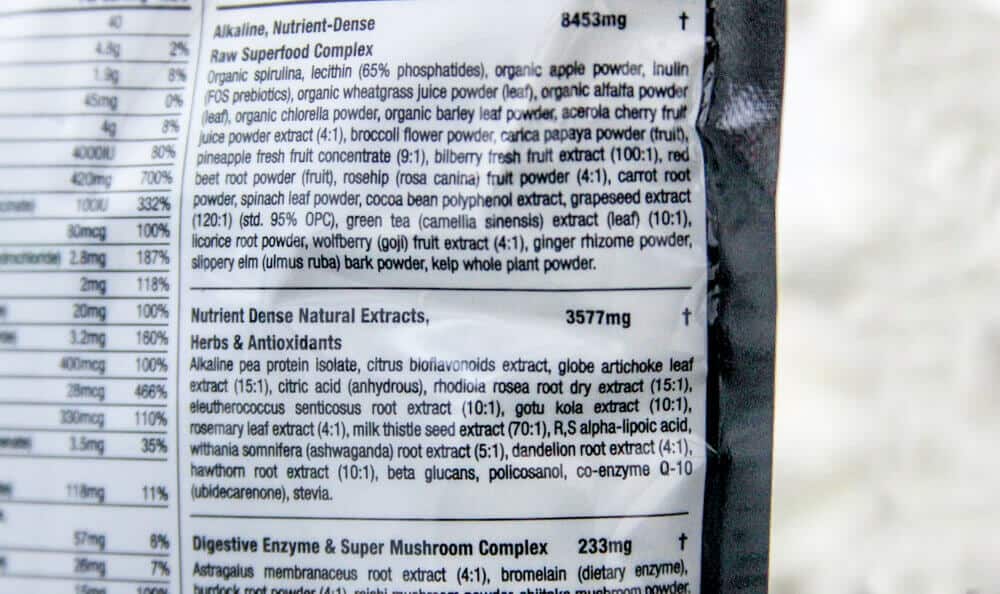 40
4.8g 2%
1.9g 8%
45mg 0%
4g 8%
4000IU 80%
420mg 700%
100IU 332%
80mcg 100%
2.8mg 187%
2mg 118%
20mg 100%
3.2mg 160%
400mcg 100%
28mcg 466%
330mcg 110%
3.5mg 35%
118mg 11%
57mg 6%
26mg 7%
Alkaline, Nutrient-Dense 8453mg †
Raw Superfood Complex
Organic spirulina, lecithin (65% phosphatides), organic apple powder, Inulin
(FOS prebiotics), organic wheatgrass juice powder (leaf), organic alfalfa powder
(leaf), organic chlorella powder, organic barley leaf powder, acerola cherry fruit
juice powder extract (4:1), broccoli flower powder, carica papaya powder (fruit),
pineapple fresh fruit concentrate (9:1), bilberry fresh fruit extract (100:1), red
beet root powder (fruit), rosehip (rosa canina) fruit powder (4:1), carrot root
powder, spinach leaf powder, cocoa bean polyphenol extract, grapeseed extract
(120:1) (std. 95% OPC), green tea (camellia sinensis) extract (leaf) (10:1),
licorice root powder, wolfberry (goji) fruit extract (4:1), ginger rhizome powder,
slippery elm (ulmus ruba) bark powder, kelp whole plant powder.
Nutrient Dense Natural Extracts, 3577mg †
Herbs & Antioxidants
Alkaline pea protein isolate, citrus bioflavonoids extract, globe artichoke leaf
extract (15:1), citric acid (anhydrous), rhodiola rosea root dry extract (15:1),
eleutherococcus senticosus root extract (10:1), gotu kola extract (10:1),
rosemary leaf extract (4:1), milk thistle seed extract (70:1), R,S alpha-lipoic acid,
withania somnifera (ashwaganda) root extract (5:1), dandelion root extract (4:1),
hawthorn root extract (10:1), beta glucans, policosanol, co-enzyme Q-10
(ubidecarenone), stevia.
Digestive Enzyme & Super Mushroom Complex 233mg †
Astragalus membranaceus root extract (4:1), bromelain (dietary enzyme),
burdock root powder (4:1), reishi mushroom powder, shiitake mushroom powder,